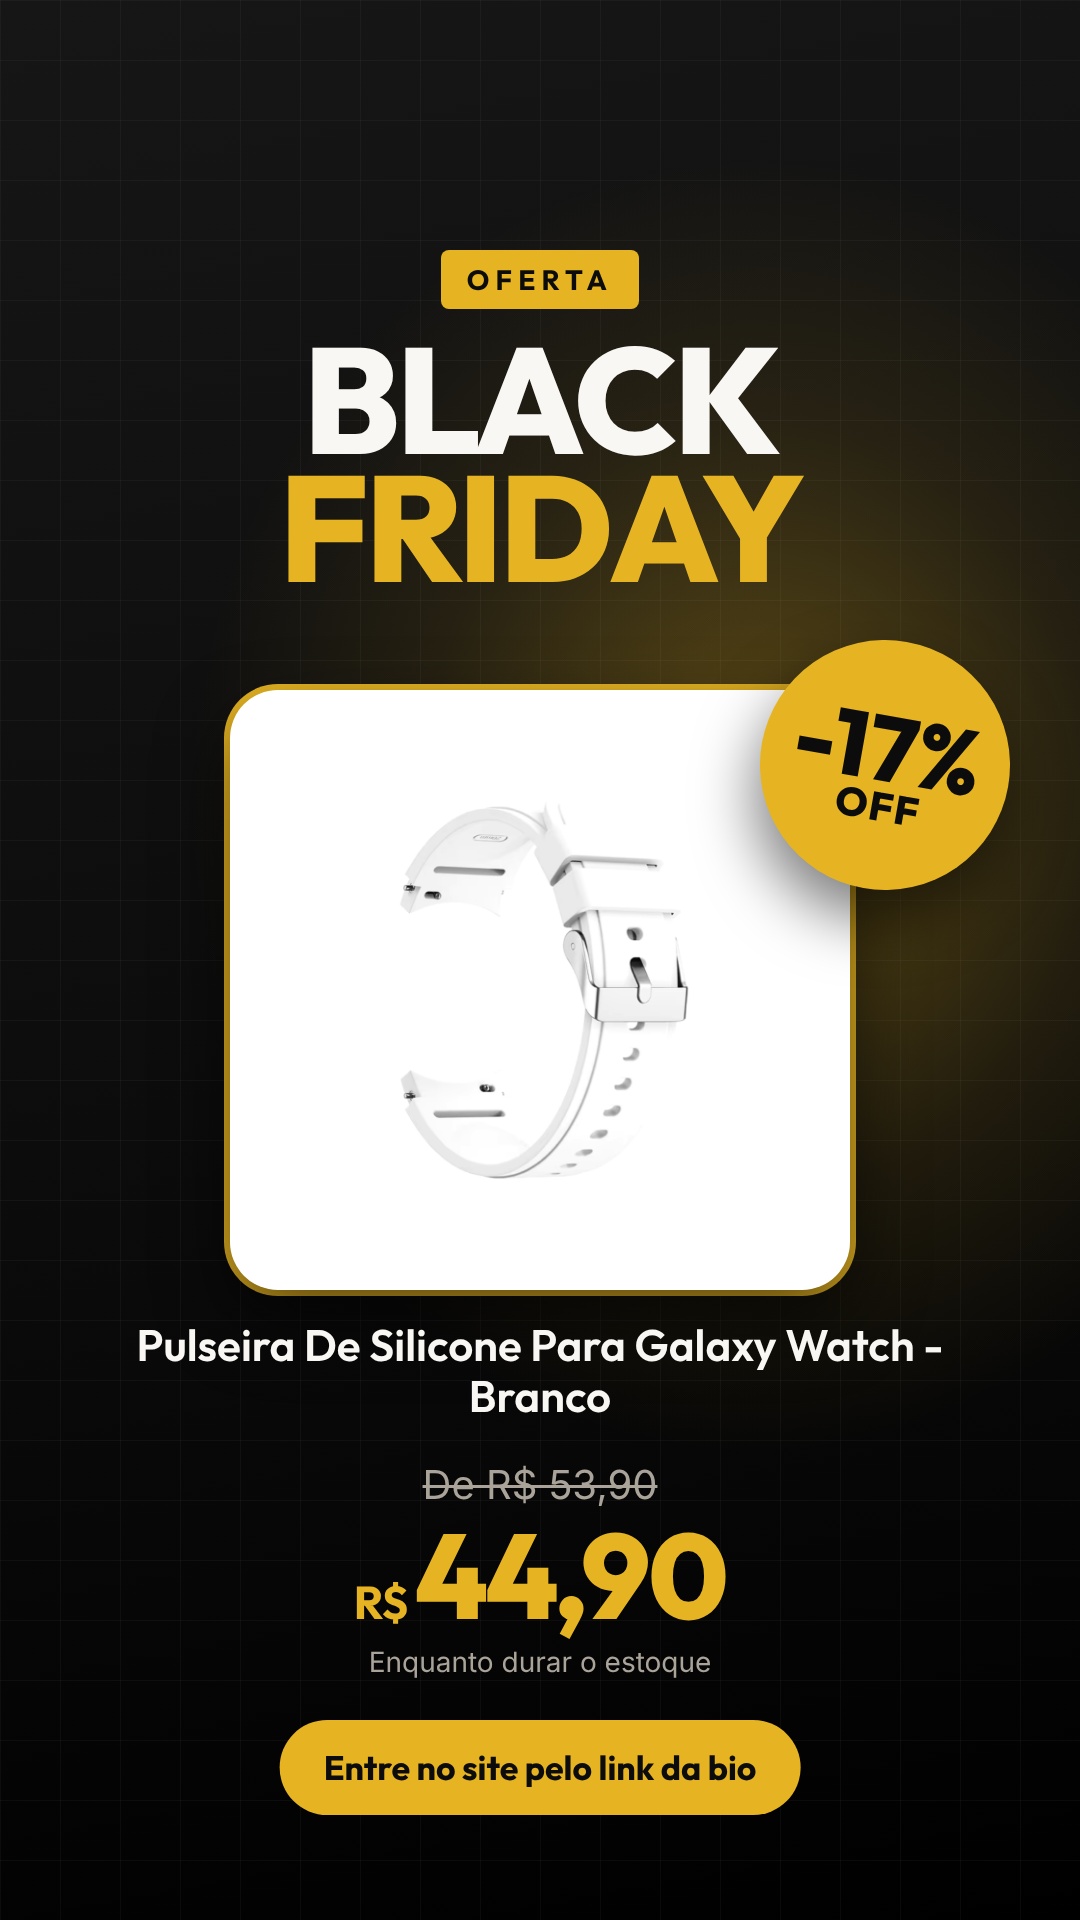 OFERTA
BLACK
FRIDAY
-17%
OFF
Pulseira De Silicone Para Galaxy Watch -
Branco
De R$ 53,90
R$ 44,90
Enquanto durar o estoque
Entre no site pelo link da bio